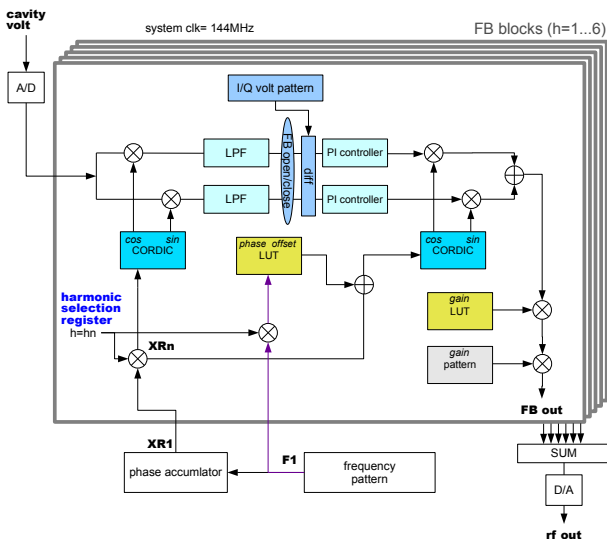 cavity
volt
system clk= 144MHz
FB blocks (h=1...6)
A/D
I/Q volt pattern
LPF
FB open/close
diff
PI controller
LPF
PI controller
cos sin
CORDIC
phase offset
LUT
cos sin
CORDIC
harmonic
selection
register
h=hn
XRn
gain
LUT
gain
pattern
FB out
XR1
F1
phase accumlator
frequency
pattern
SUM
D/A
rf out